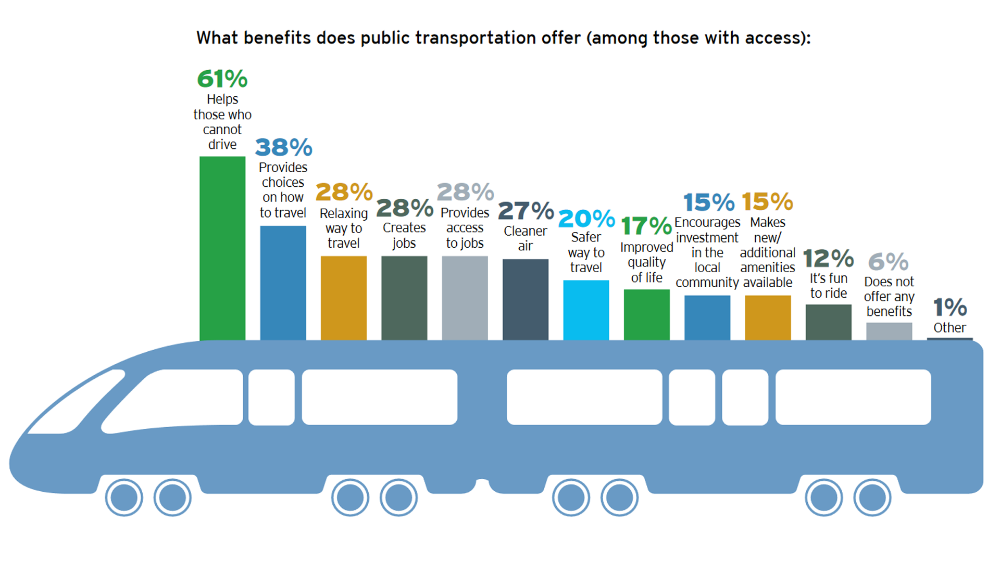 What benefits does public transportation offer (among those with access):
61%
Helps
those who
cannot
drive
38%
Provides
choices
on how
to travel
28%
Relaxing
way to
travel
28%
Creates
jobs
28%
Provides
access
to jobs
27%
Cleaner
air
20%
Safer
way to
travel
17%
Improved
quality
of life
15%
Encourages
investment
in the
local
community
15%
Makes
new/
additional
amenities
available
12%
It's fun
to ride
6%
Does not
offer any
benefits
1%
Other